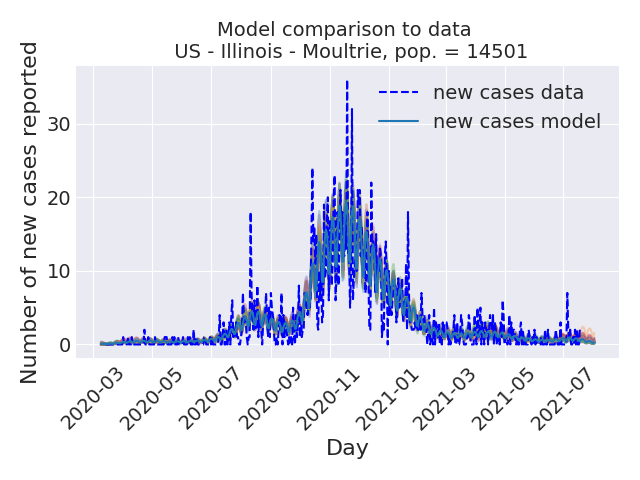 Model comparison to data
US - Illinois - Moultrie, pop. = 14501
new cases data
new cases model
Number of new cases reported
30
20
10
0
2020-03
2020-05
2020-07
2020-09
2020-11
2021-01
2021-03
2021-05
2021-07
Day